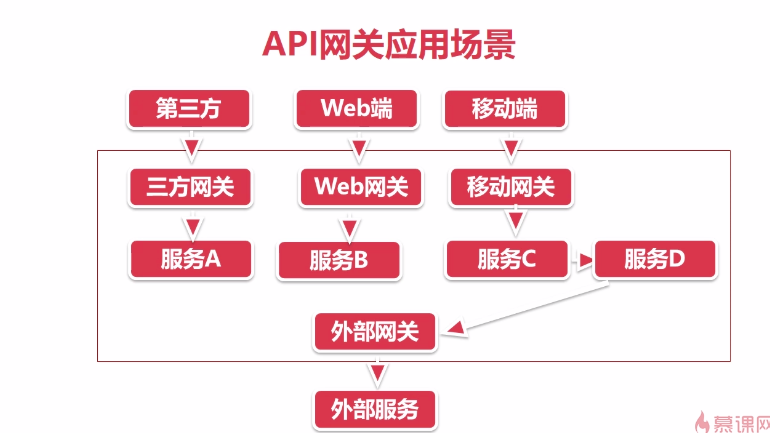 API网关应用场景
第三方 Web端 移动端
三方网关 Web网关 移动网关
服务A 服务B 服务C 服务D
外部网关
外部服务
慕课网